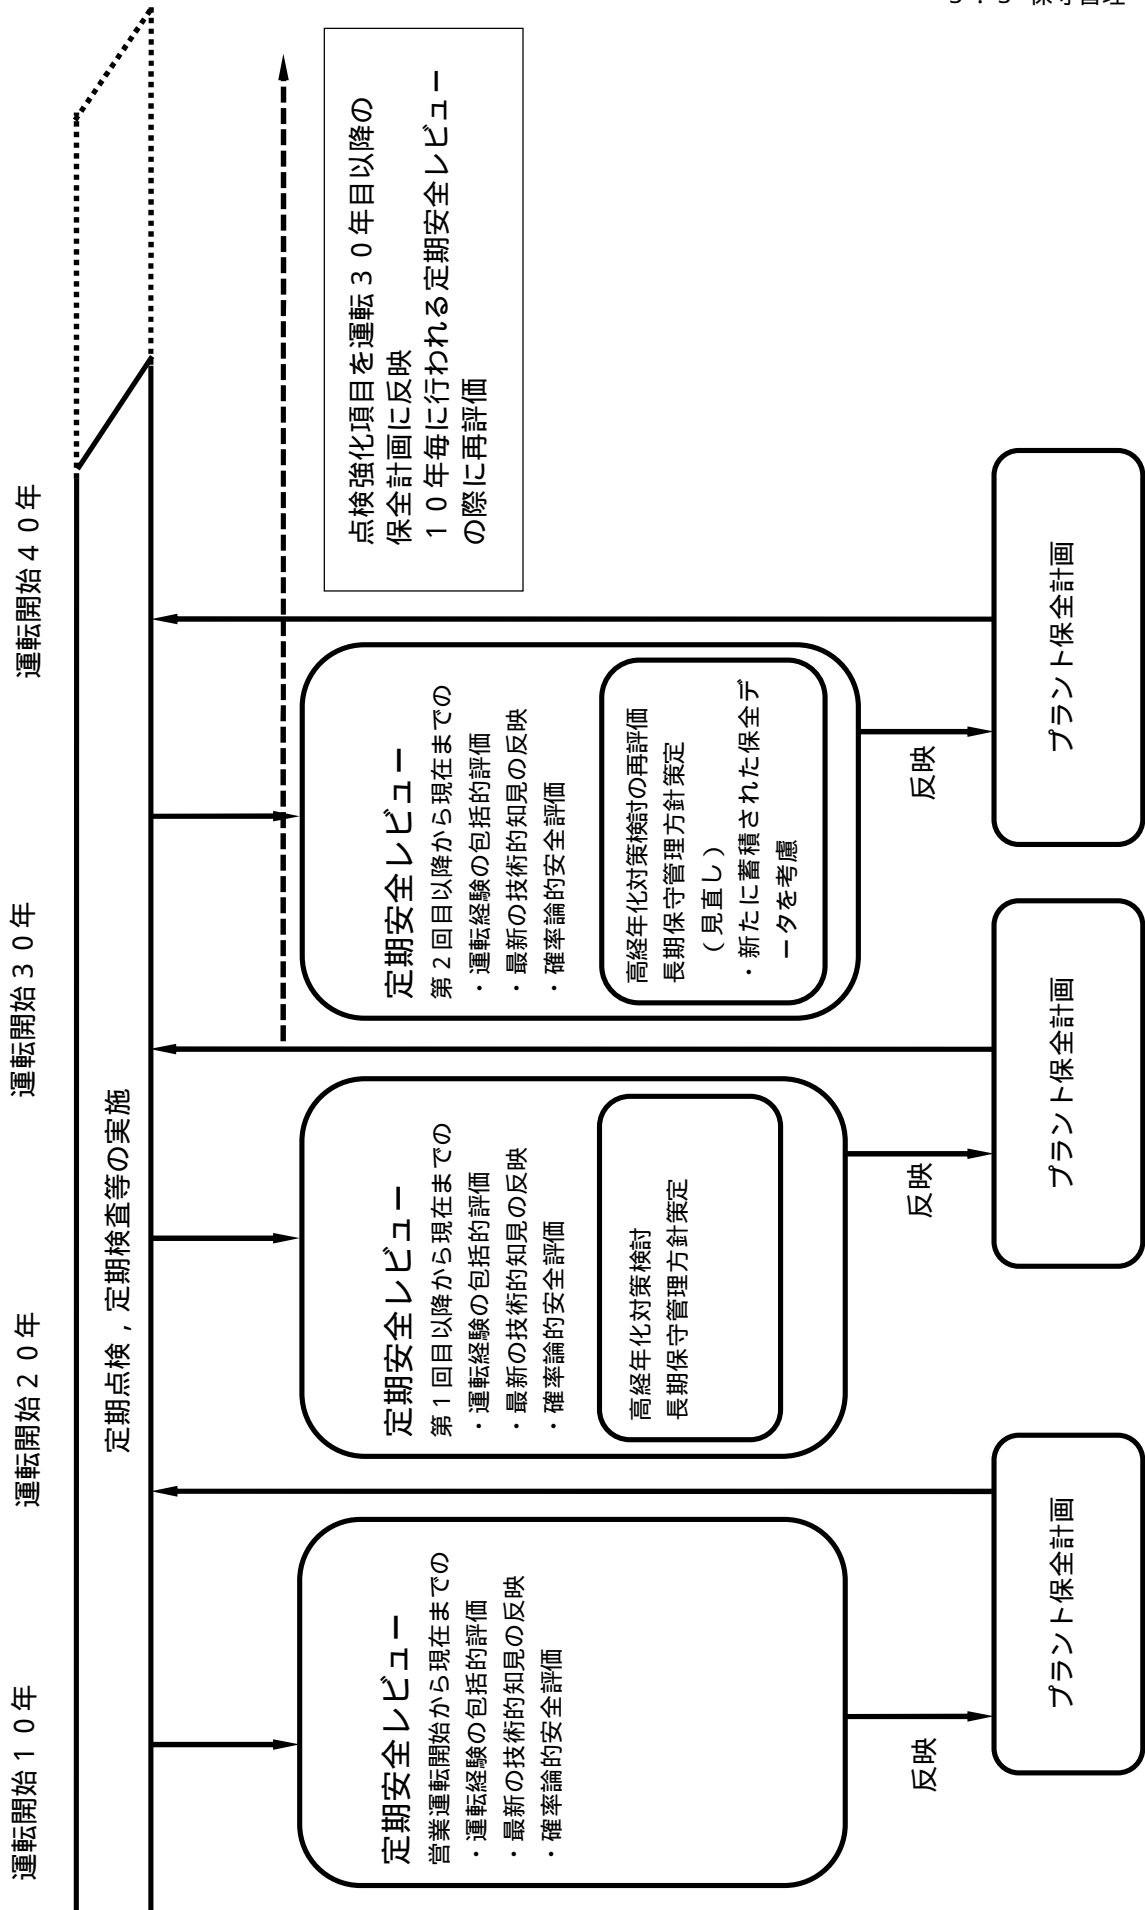 運転開始１０年
運転開始２０年
運転開始３０年
運転開始４０年
定期点検，定期検査等の実施
定期安全レビュー
営業運転開始から現在までの
・運転経験の包括的評価
・最新の技術的知見の反映
・確率論的安全評価
定期安全レビュー
第１回目以降から現在までの
・運転経験の包括的評価
・最新の技術的知見の反映
・確率論的安全評価
高経年化対策検討
長期保守管理方針策定
定期安全レビュー
第２回目以降から現在までの
・運転経験の包括的評価
・最新の技術的知見の反映
・確率論的安全評価
高経年化対策検討の再評価
長期保守管理方針策定
（見直し）
・新たに蓄積された保全デ
ータを考慮
点検強化項目を運転３０年目以降の
保全計画に反映
１０年毎に行われる定期安全レビュー
の際に再評価
反映
反映
反映
プラント保全計画
プラント保全計画
プラント保全計画